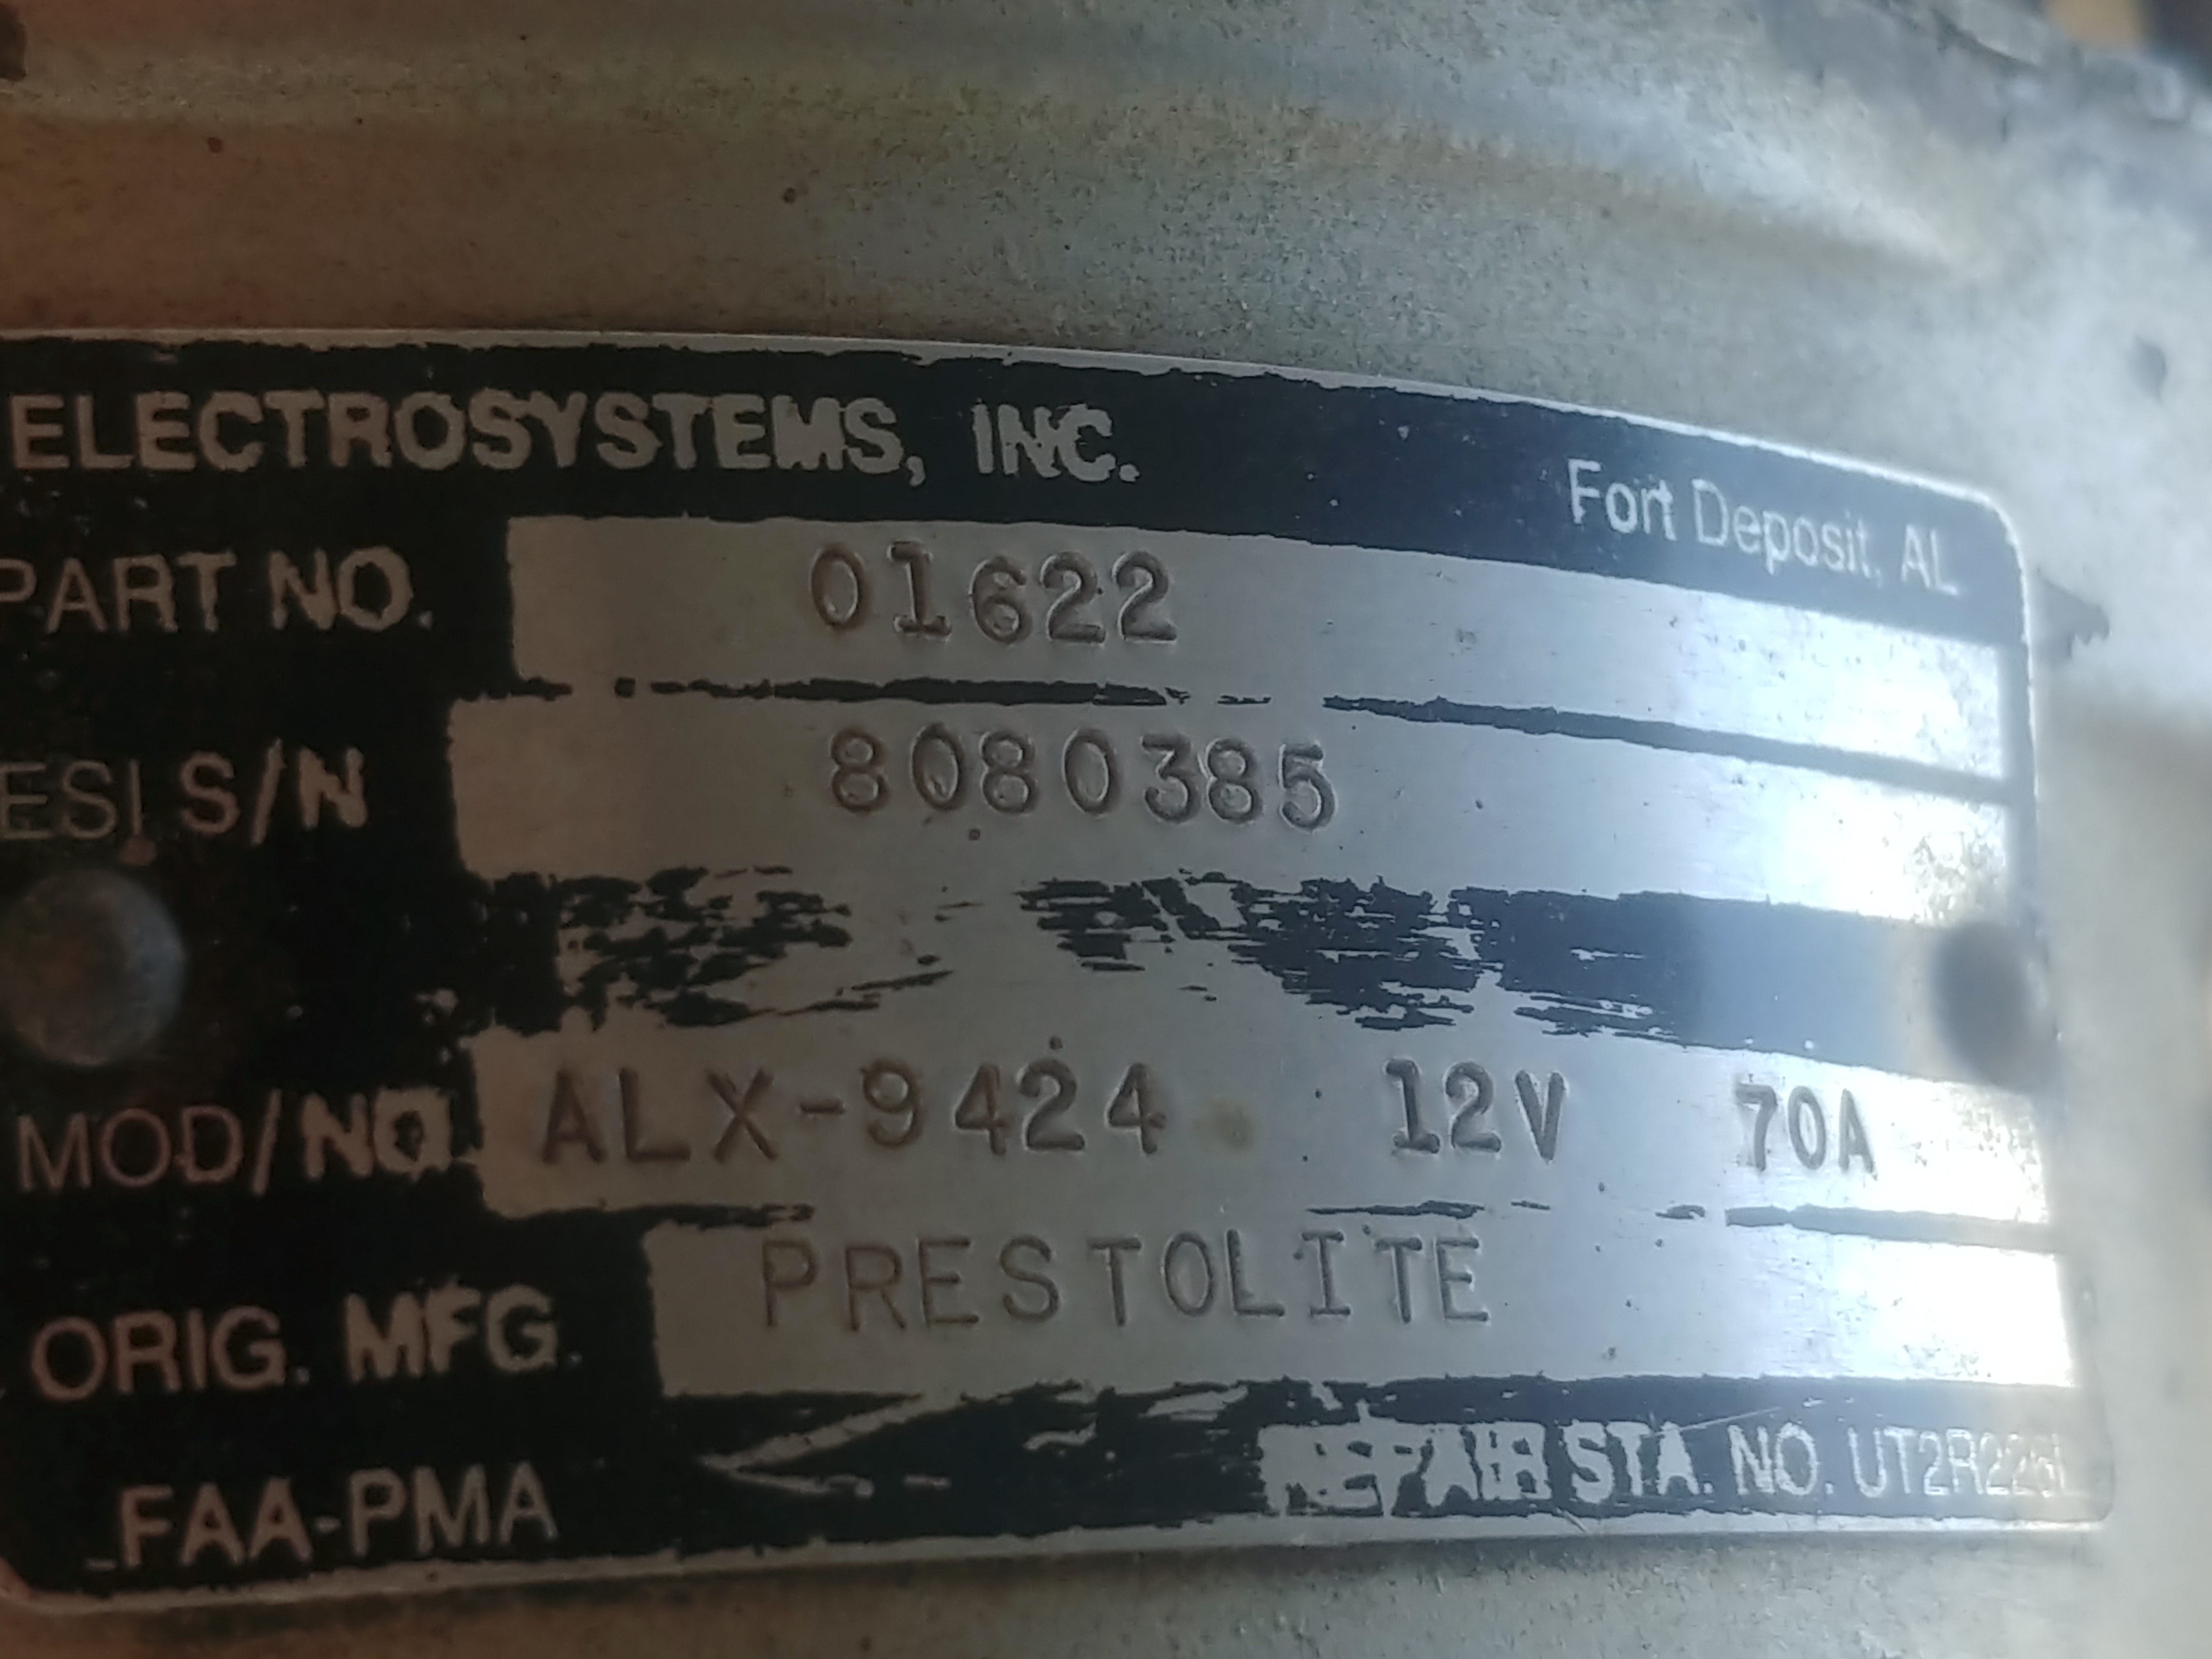 ELECTROSYSTEMS, INC. Fort Deposit, AL
PART NO. 01622
ESI S/N 8080385
MOD/NO. ALX-9424 12V 70A
ORIG. MFG. PRESTOLITE
FAA-PMA REPAIR STA. NO.